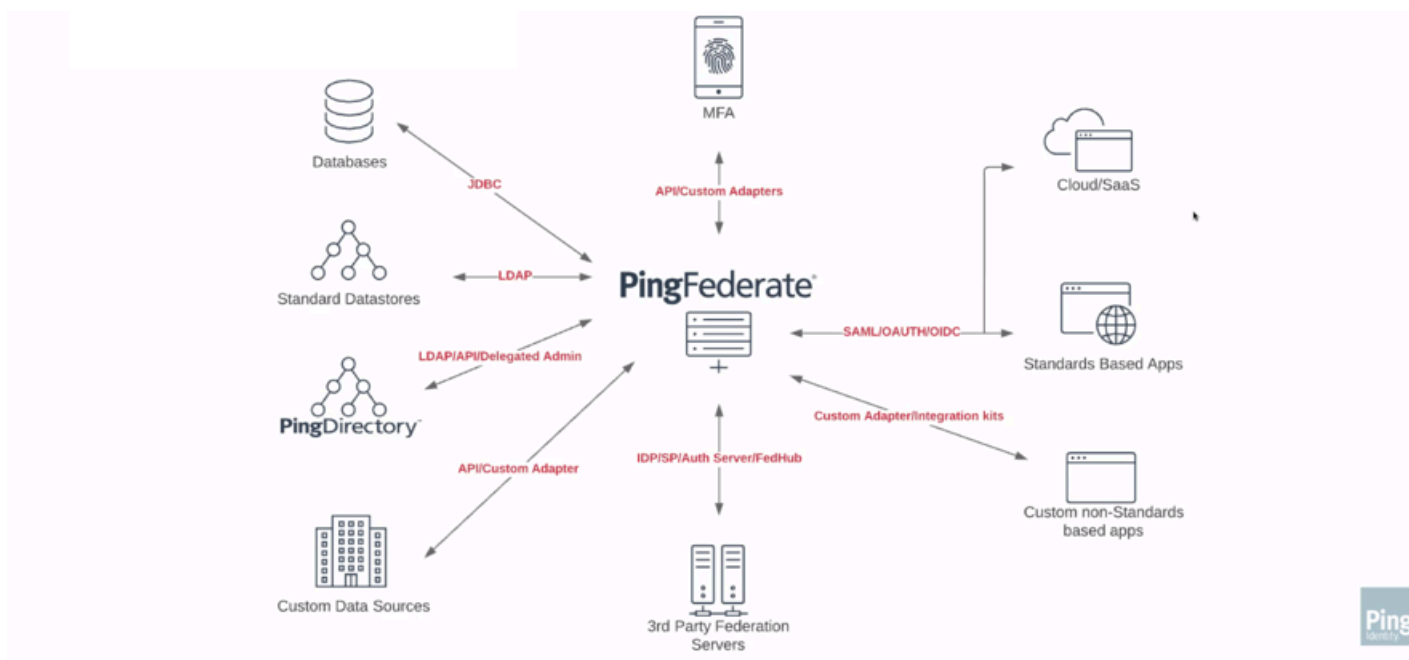 MFA
Databases
Cloud/SaaS
JDBC
API/Custom Adapters
LDAP
PingFederate®
Standard Datastores
SAML/OAUTH/OIDC
LDAP/API/Delegated Admin
Standards Based Apps
PingDirectory™
Custom Adapter/Integration kits
API/Custom Adapter
IDP/SP/Auth Server/FedHub
Custom non-Standards
based apps
Custom Data Sources
3rd Party Federation
Servers
Ping
Identity